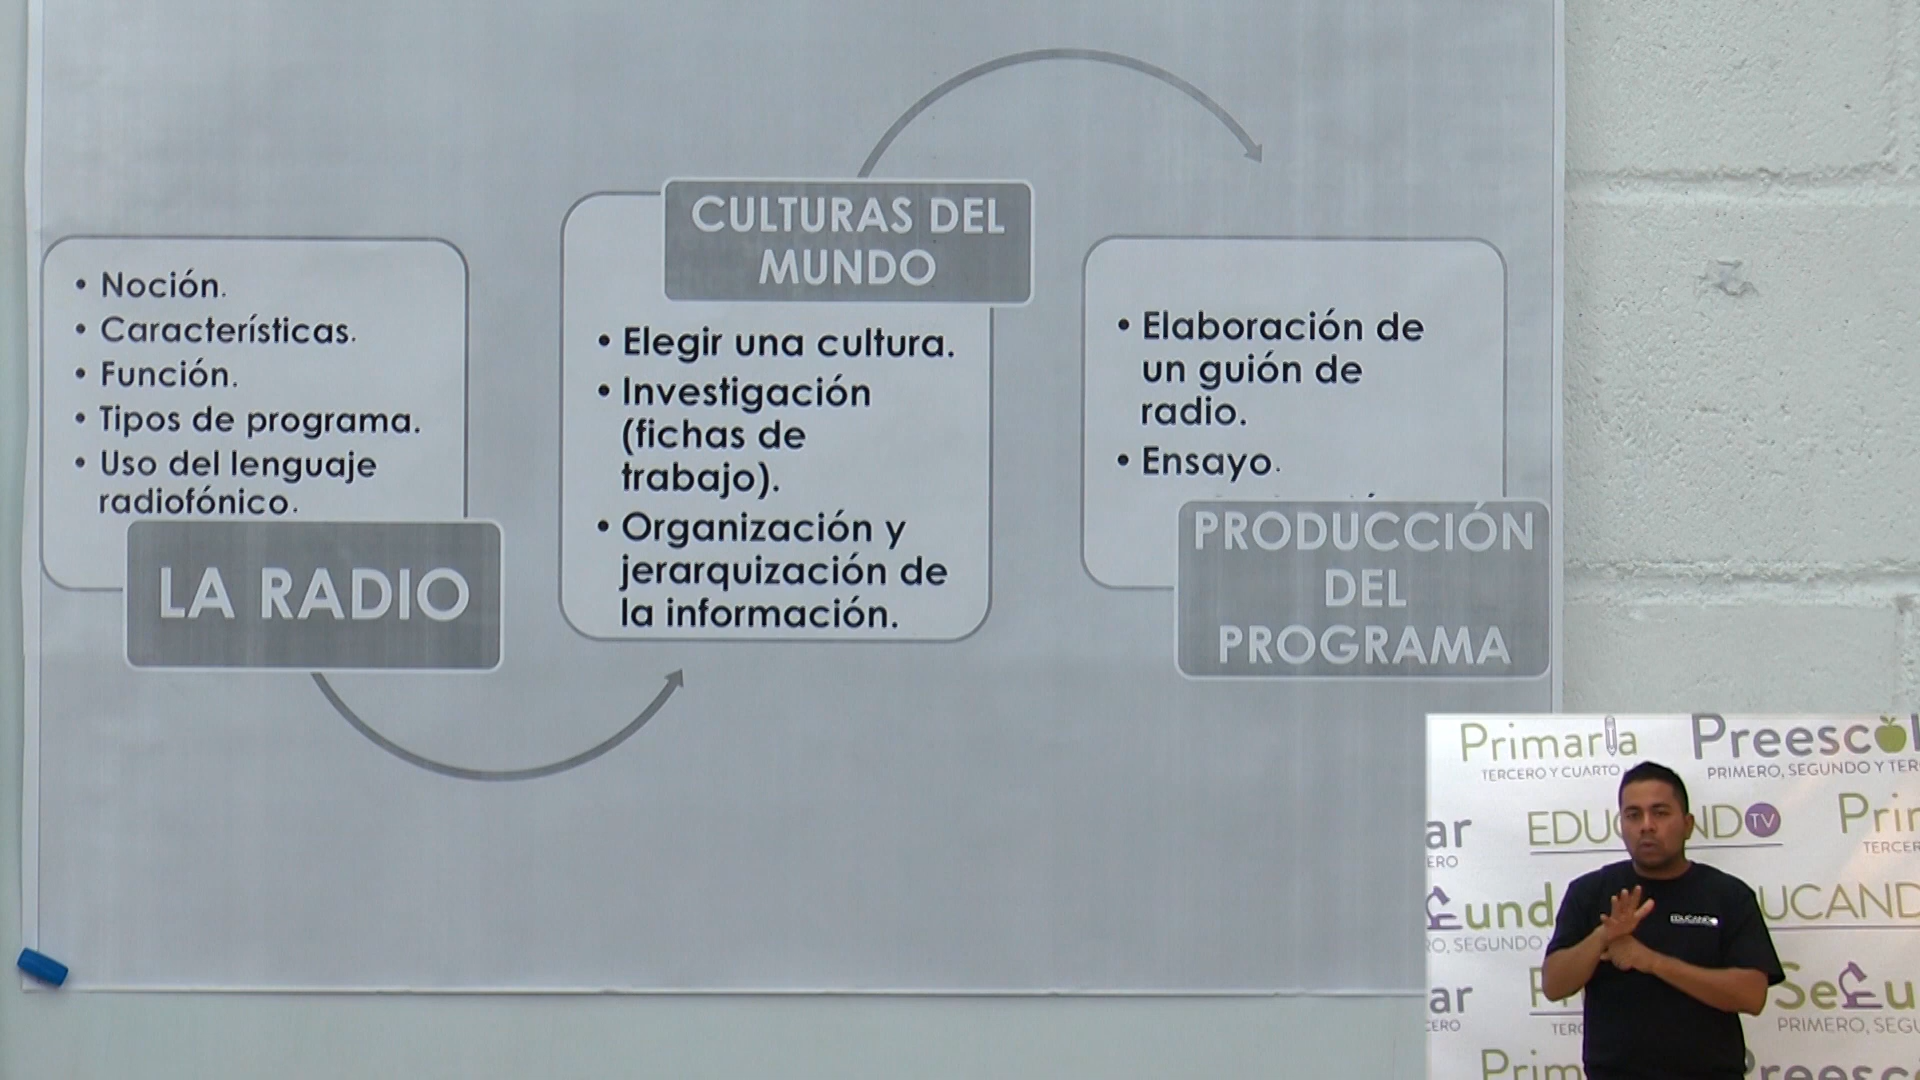 • Noción.
• Características.
• Función.
• Tipos de programa.
• Uso del lenguaje
radiofónico.
LA RADIO
CULTURAS DEL
MUNDO
• Elegir una cultura.
• Investigación
(fichas de
trabajo).
• Organización y
jerarquización de
la información.
• Elaboración de
un guión de
radio.
• Ensayo.
PRODUCCIÓN
DEL
PROGRAMA
Primaria
TERCERO Y CUARTO
PRIMERO, SEGUNDO Y
TV
EDUCANDO
PRIMERO,